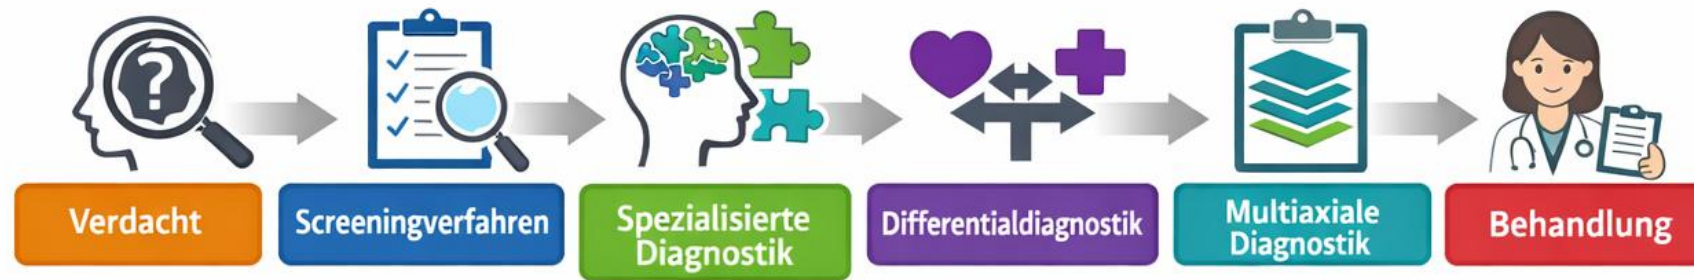 ?
Verdacht
Screeningverfahren
Spezialisierte
Diagnostik
Differentialdiagnostik
Multiaxiale
Diagnostik
Behandlung